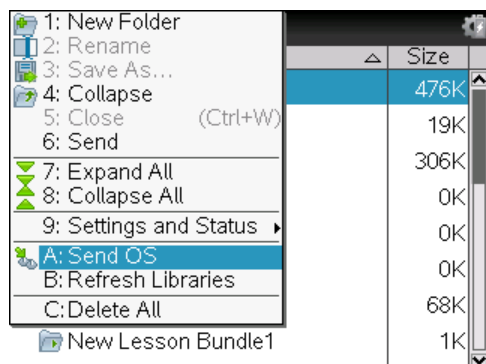 1: New Folder
2: Rename
3: Save As...
4: Collapse
5: Close (Ctrl+W)
6: Send
7: Expand All
8: Collapse All
9: Settings and Status
A: Send OS
B: Refresh Libraries
C: Delete All
New Lesson Bundle1
Size
476K
19K
306K
0K
0K
0K
68K
1K